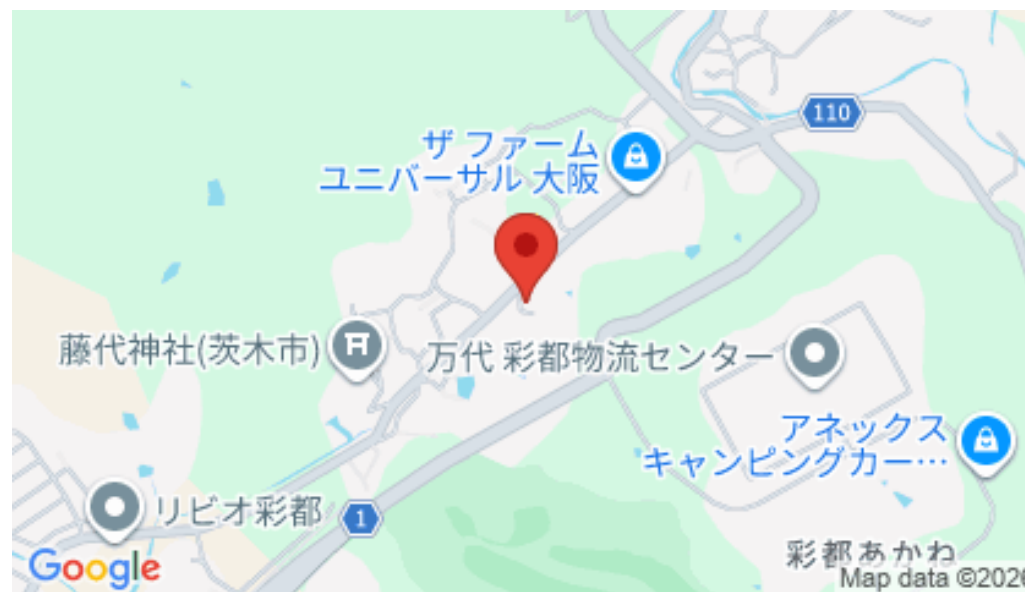 110
ザ ファーム
ユニバーサル 大阪
藤代神社(茨木市)
万代 彩都物流センター
アネックス
キャンピングカー…
リビオ彩都
1
彩都あかね
Google
Map data ©2026